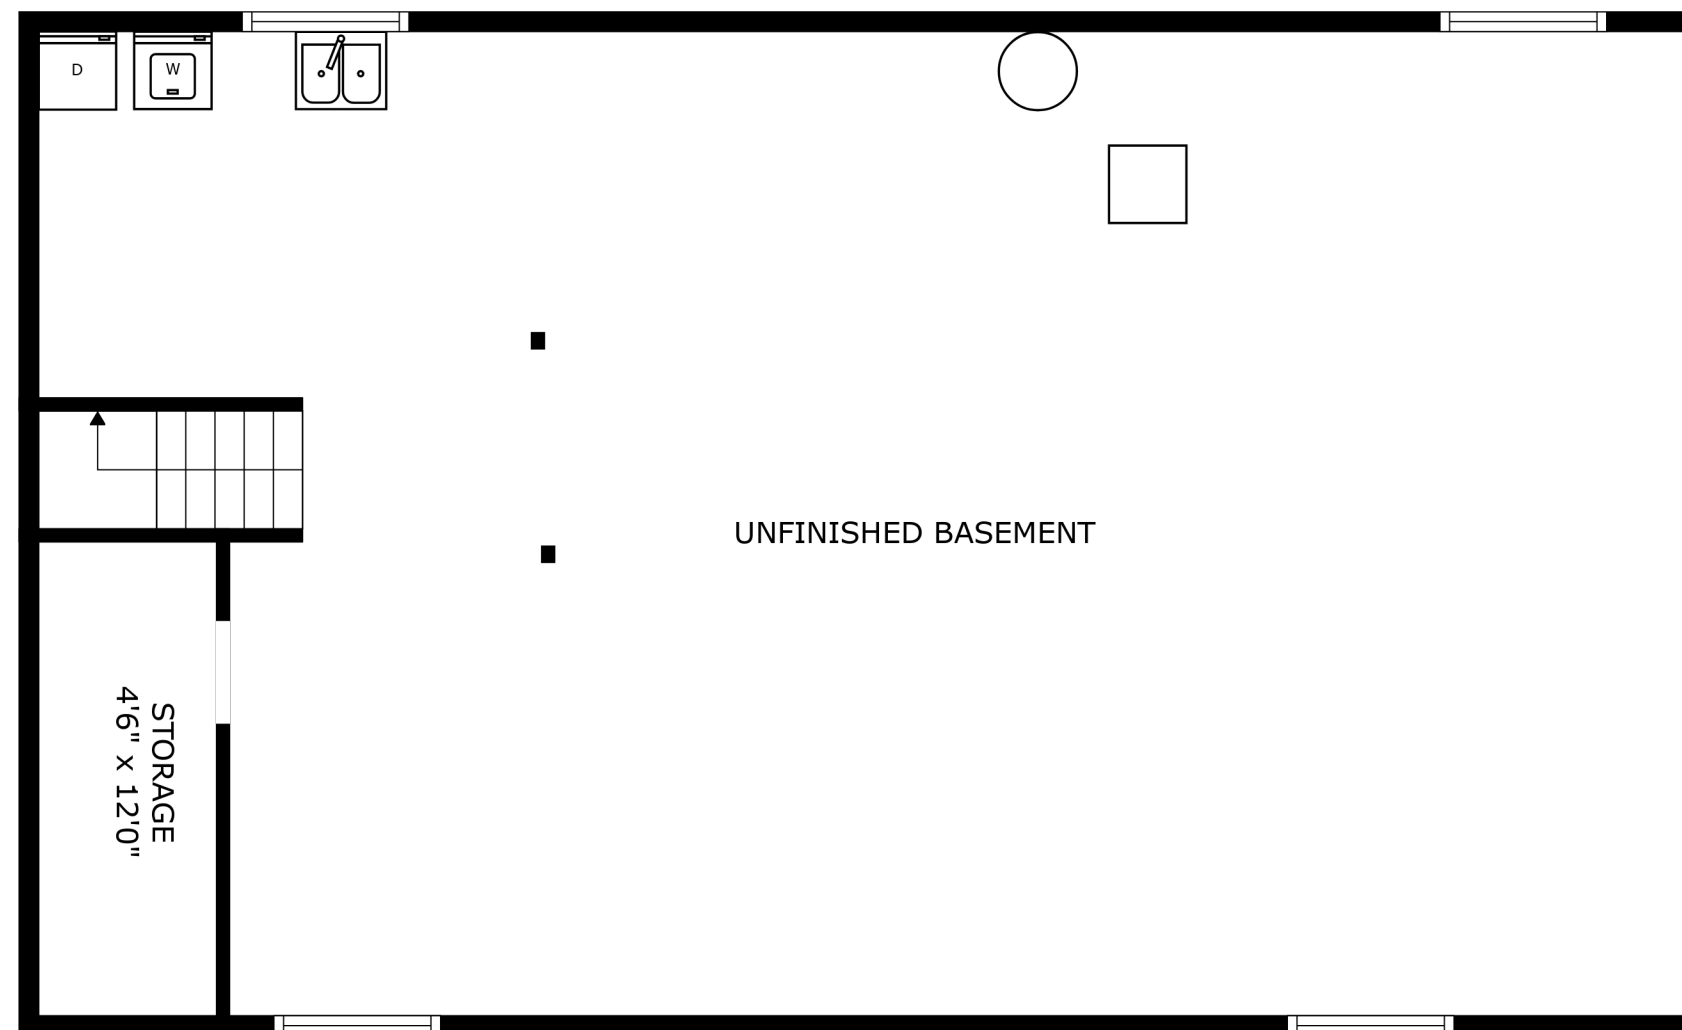 D
W
UNFINISHED BASEMENT
STORAGE
4'6" x 12'0"